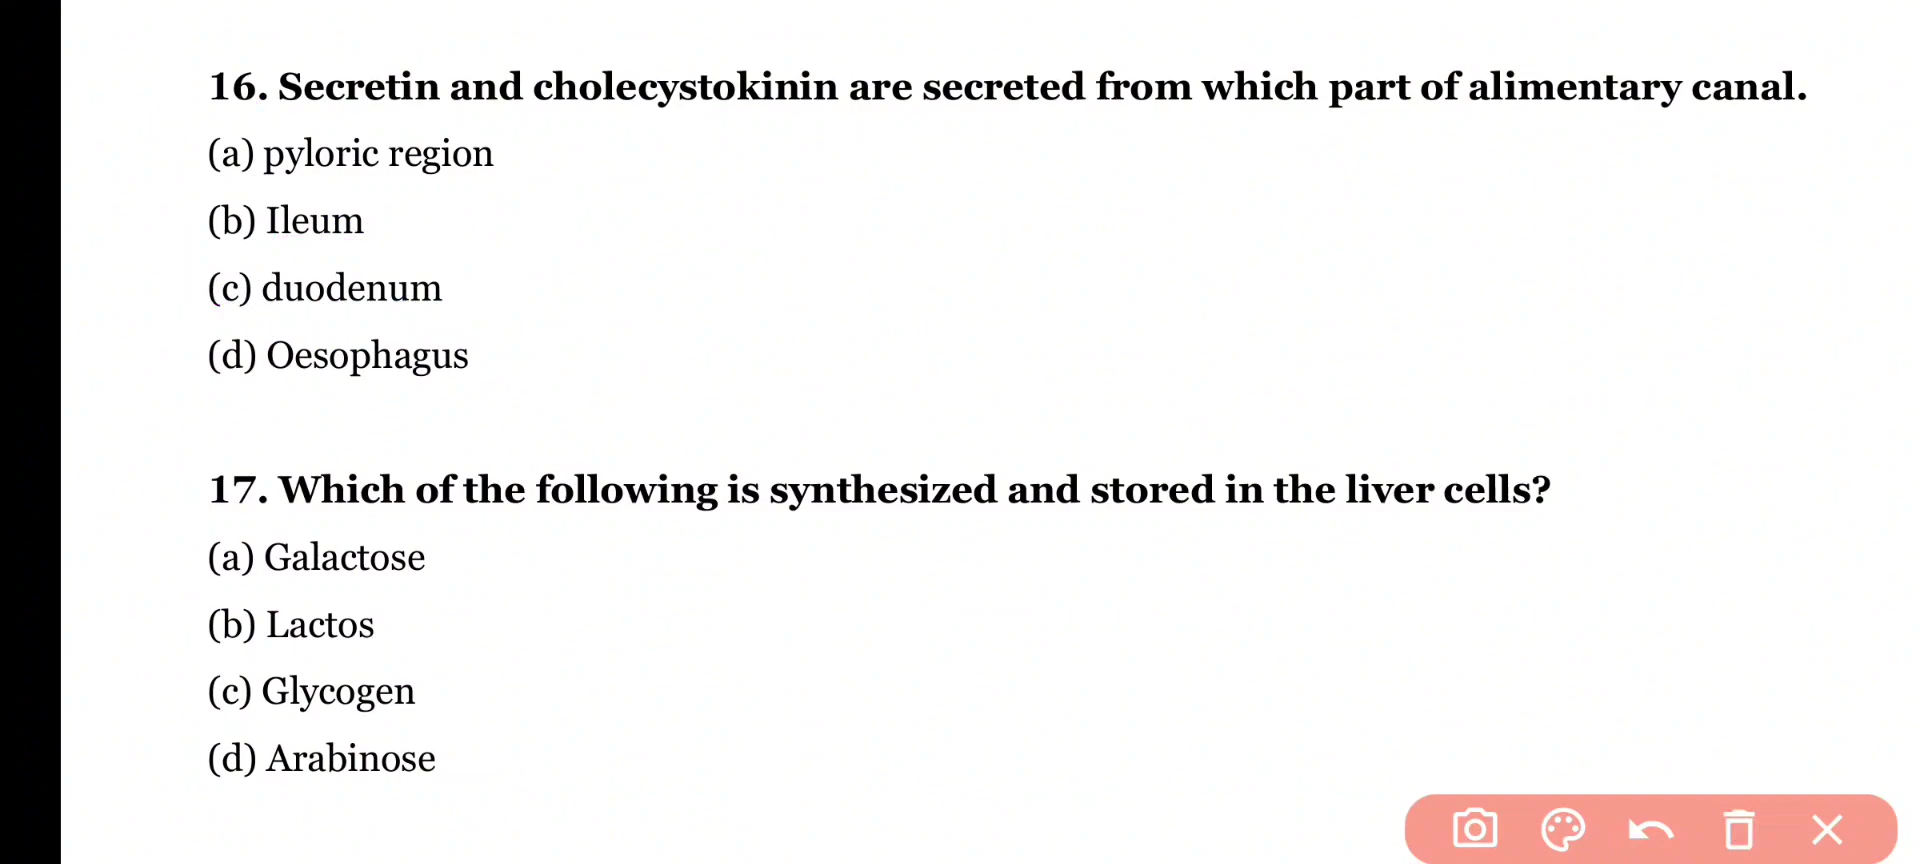 16. Secretin and cholecystokinin are secreted from which part of alimentary canal.
(a) pyloric region
(b) Ileum
(c) duodenum
(d) Oesophagus
17. Which of the following is synthesized and stored in the liver cells?
(a) Galactose
(b) Lactos
(c) Glycogen
(d) Arabinose